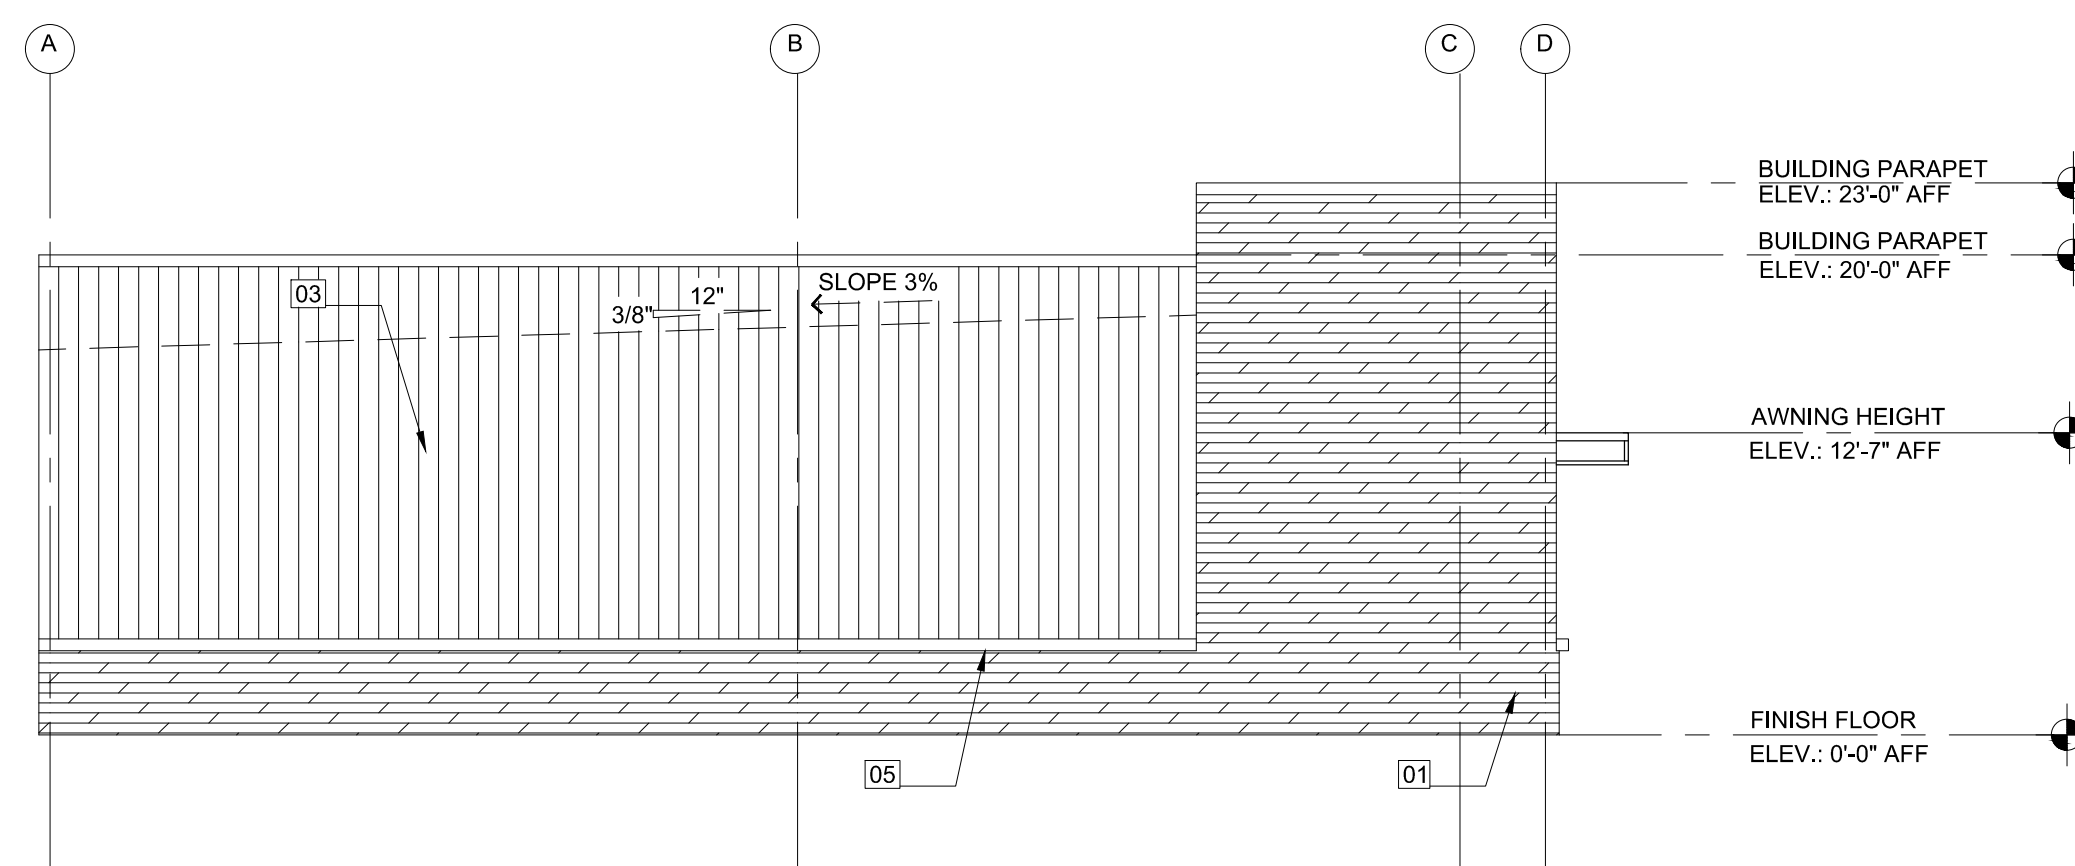 A
B
C
D
BUILDING PARAPET
ELEV.: 23'-0" AFF
BUILDING PARAPET
ELEV.: 20'-0" AFF
SLOPE 3%
03
12"
3/8"
AWNING HEIGHT
ELEV.: 12'-7" AFF
FINISH FLOOR
ELEV.: 0'-0" AFF
05
01